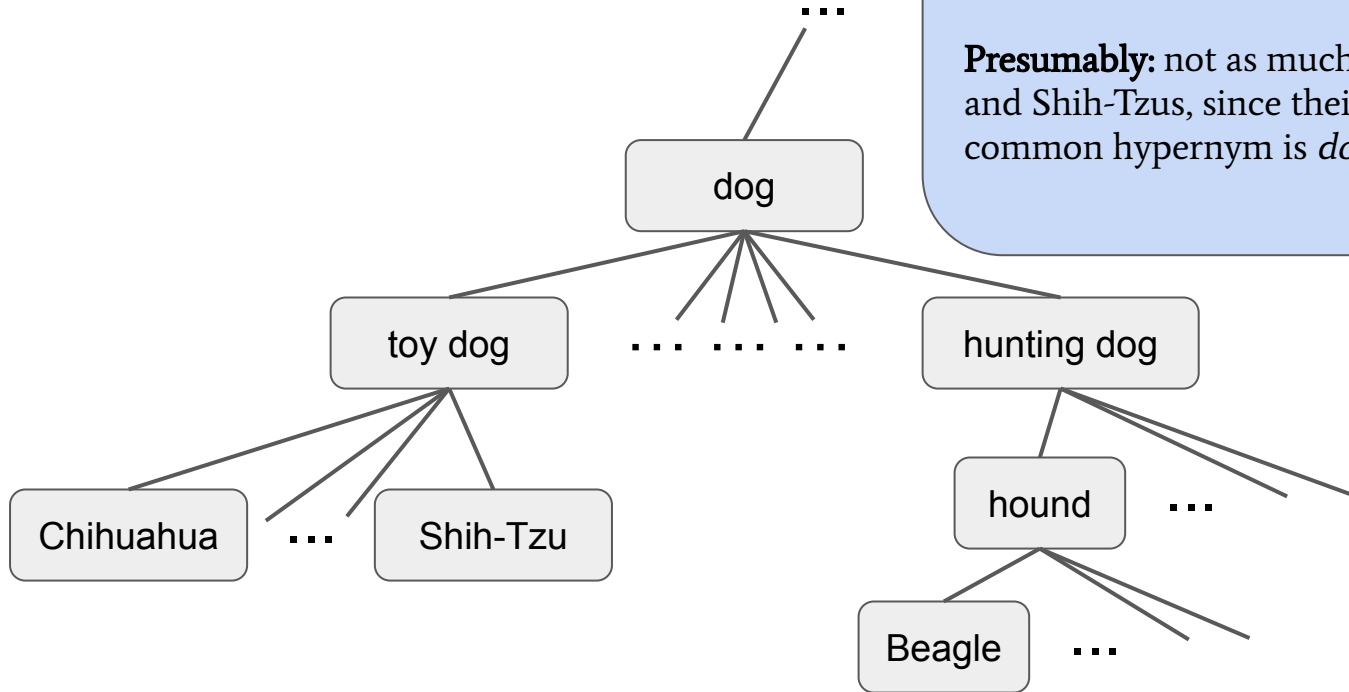 ...
Presumably: not as much
and Shih-Tzus, since
common hypernym is
dog
toy dog
... ... ...
hunting dog
hound
...
Chihuahua
...
Shih-Tzu
Beagle
...